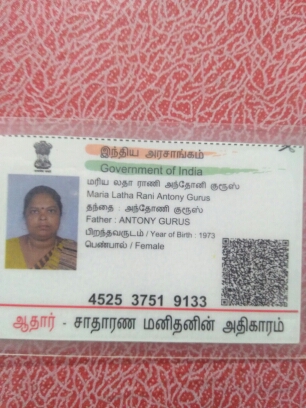 இந்திய அரசாங்கம்
Government of India
மரிய லதா ராணி அந்தோனி குரூஸ்
Maria Latha Rani Antony Gurus
தந்தை : அந்தோணி குரூஸ்
Father : ANTONY GURUS
பிறந்தவருடம் / Year of Birth : 1973
பெண்பால் / Female
4525 3751 9133
ஆதார் - சாதாரண மனிதனின் அதிகாரம்